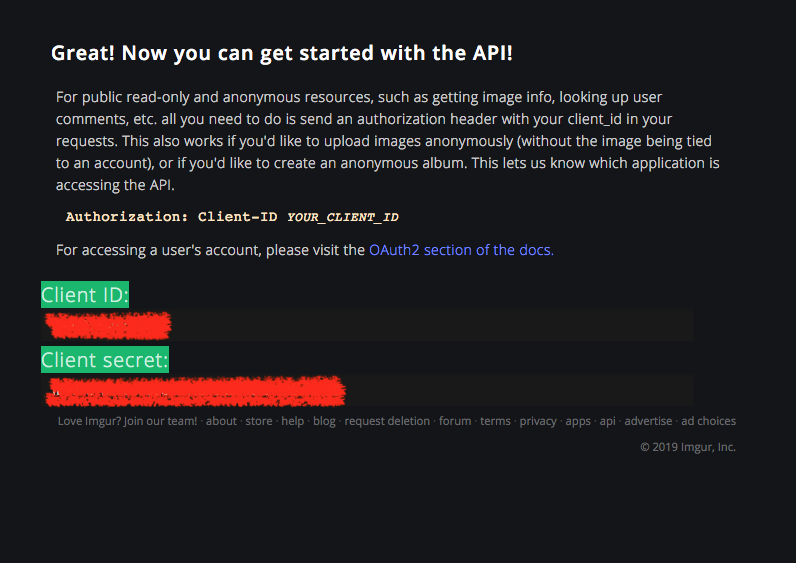 Great! Now you can get started with the API!
For public read-only and anonymous resources, such as getting image info, looking up user
comments, etc. all you need to do is send an authorization header with your client_id in your
requests. This also works if you'd like to upload images anonymously (without the image being tied
to an account), or if you'd like to create an anonymous album. This lets us know which application is
accessing the API.
Authorization: Client-ID YOUR_CLIENT_ID
For accessing a user's account, please visit the OAuth2 section of the docs.
Client ID:
Client secret:
Love Imgur? Join our team! · about · store · help · blog · request deletion · forum · terms · privacy · apps · api · advertise · ad choices
© 2019 Imgur, Inc.